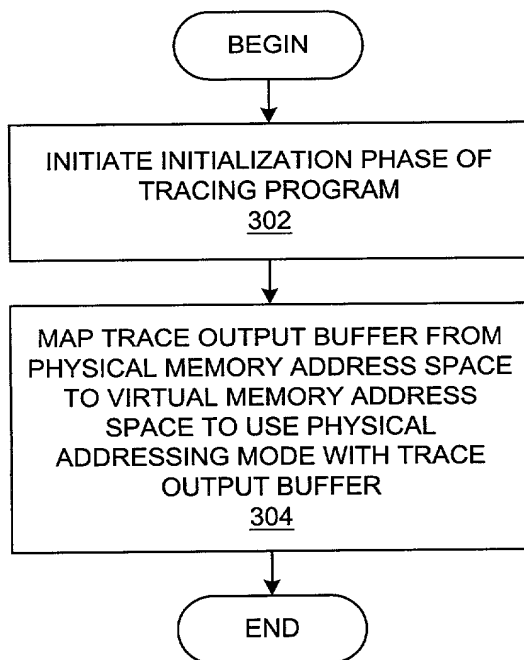 BEGIN
INITIATE INITIALIZATION PHASE OF
TRACING PROGRAM
302
MAP TRACE OUTPUT BUFFER FROM
PHYSICAL MEMORY ADDRESS SPACE
TO VIRTUAL MEMORY ADDRESS
SPACE TO USE PHYSICAL
ADDRESSING MODE WITH TRACE
OUTPUT BUFFER
304
END